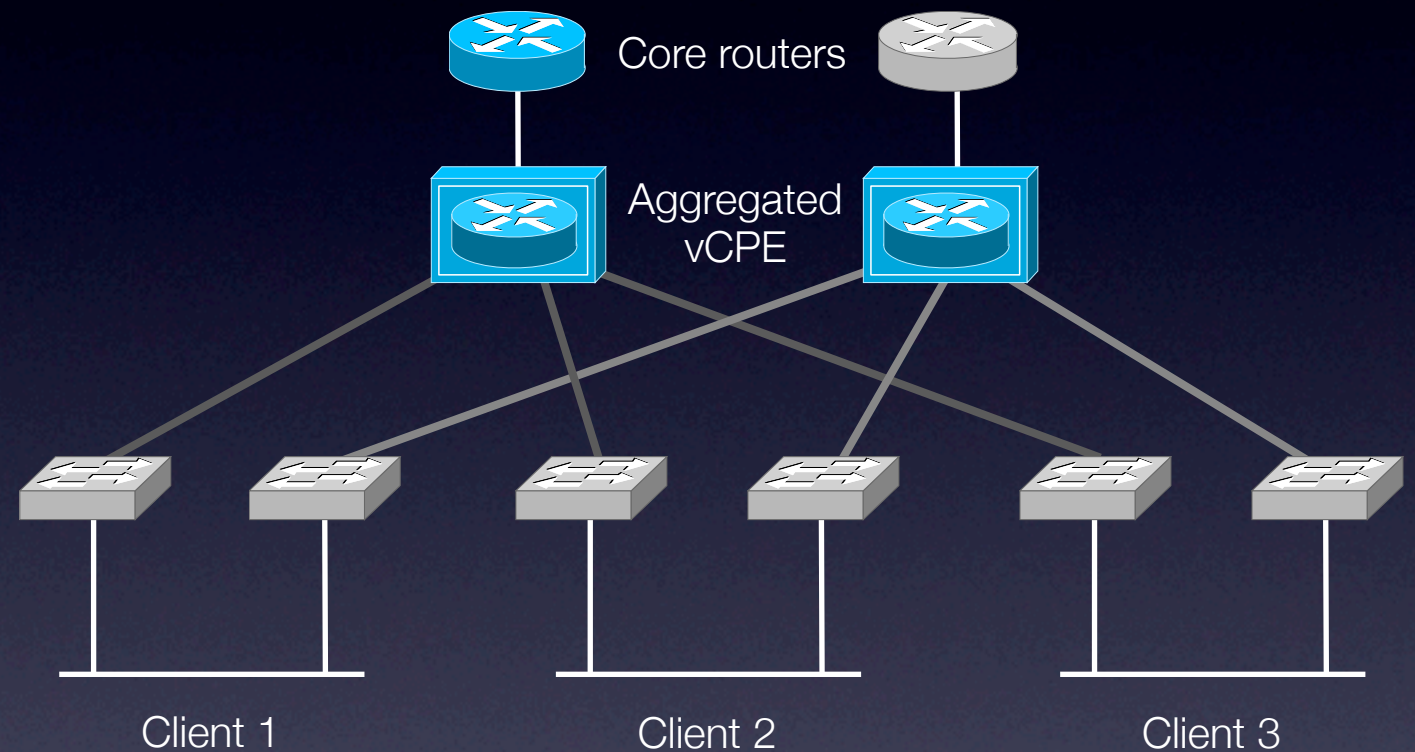 Core routers
Aggregated
vCPE
Client 1
Client 2
Client 3